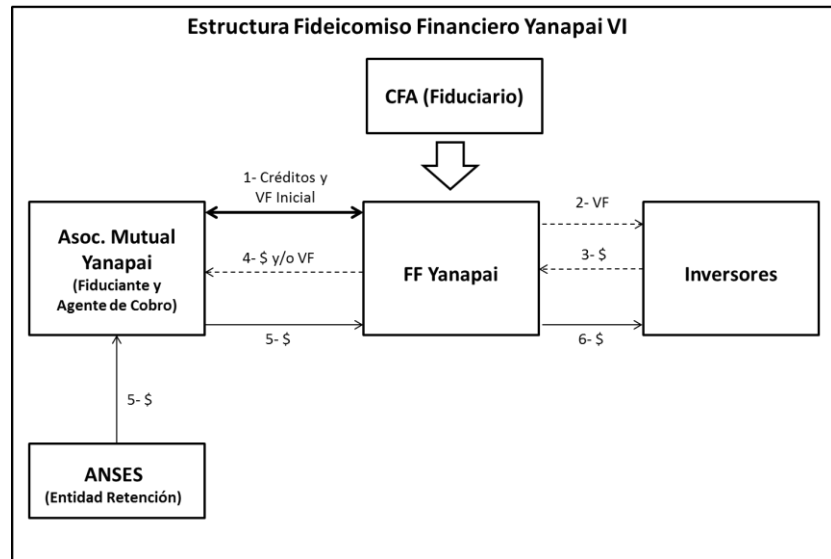 Estructura Fideicomiso Financiero Yanapai VI
CFA (Fiduciario)
1- Créditos y
VF Inicial
2- VF
Asoc. Mutual
Yanapai
(Fiduciante y
Agente de Cobro)
4- $ y/o VF
FF Yanapai
3- $
Inversores
5- $
6- $
5- $
ANSES
(Entidad Retención)